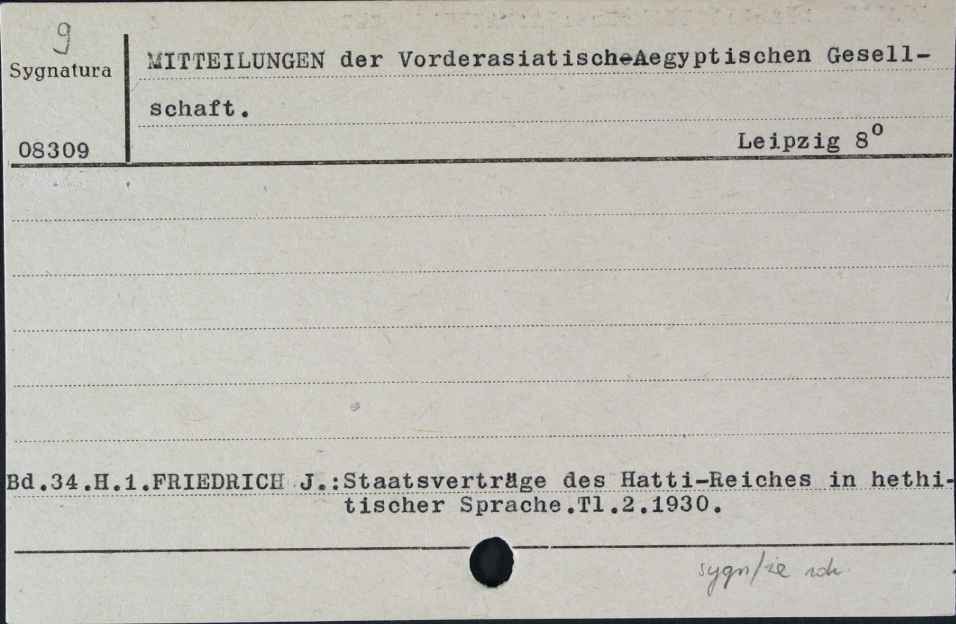 9
Sygnatura
MITTEILUNGEN der Vorderasiatisch-Aegyptischen Gesell-
schaft.
08309
Leipzig 8⁰
Bd.34.H.1.FRIEDRICH J.:Staatsverträge des Hatti-Reiches in hethi-
tischer Sprache.Tl.2.1930.